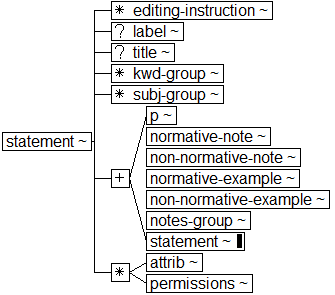 * editing-instruction ~
? label ~
? title ~
* kwd-group ~
* subj-group ~
p ~
normative-note ~
statement ~
non-normative-note ~
+ normative-example ~
non-normative-example ~
notes-group ~
statement ~
* attrib ~
permissions ~